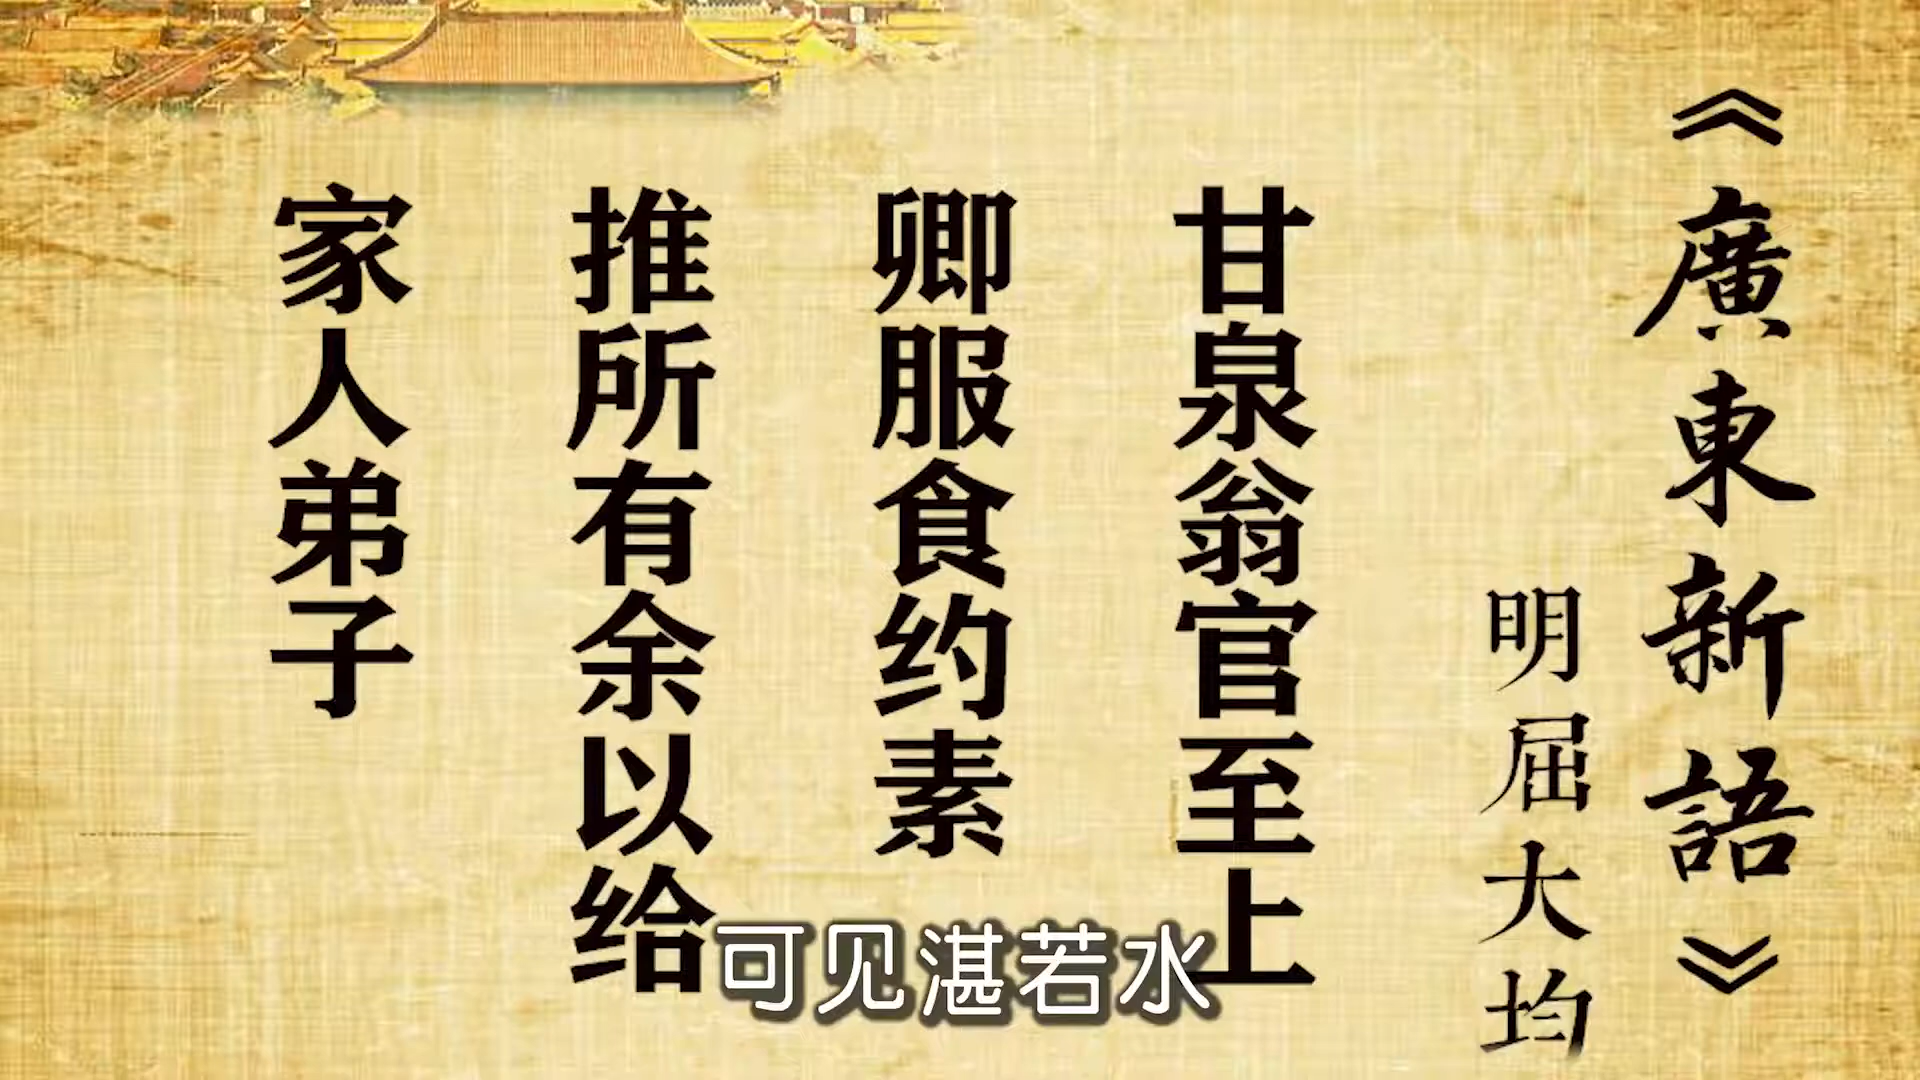 《廣東新語》
明屈大均
甘泉翁官至上
卿服食约素
推所有余以给
家人弟子
可见湛若水